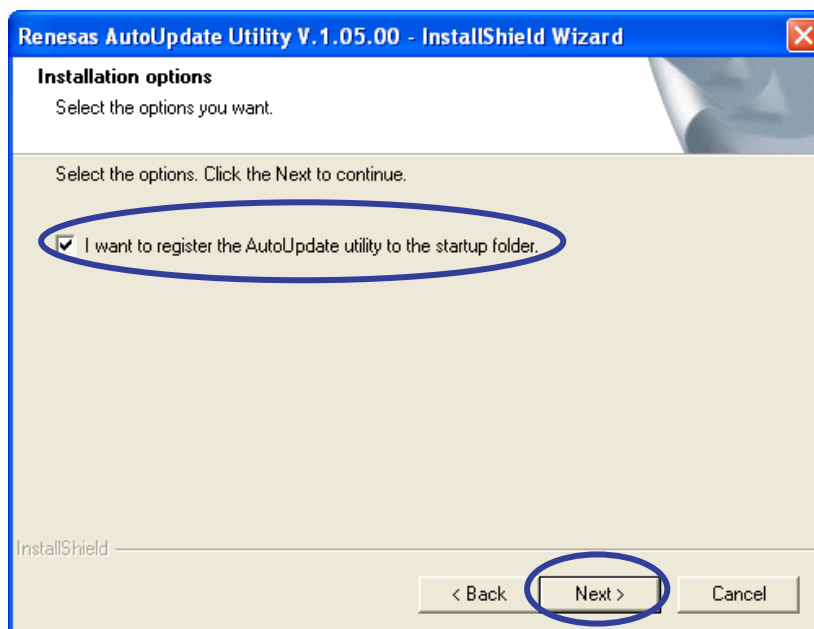 Renesas AutoUpdate Utility V.1.05.00 - InstallShield Wizard
Installation options
Select the options you want.
Select the options. Click the Next to continue.
I want to register the AutoUpdate utility to the startup folder.
InstallShield
< Back
Next >
Cancel